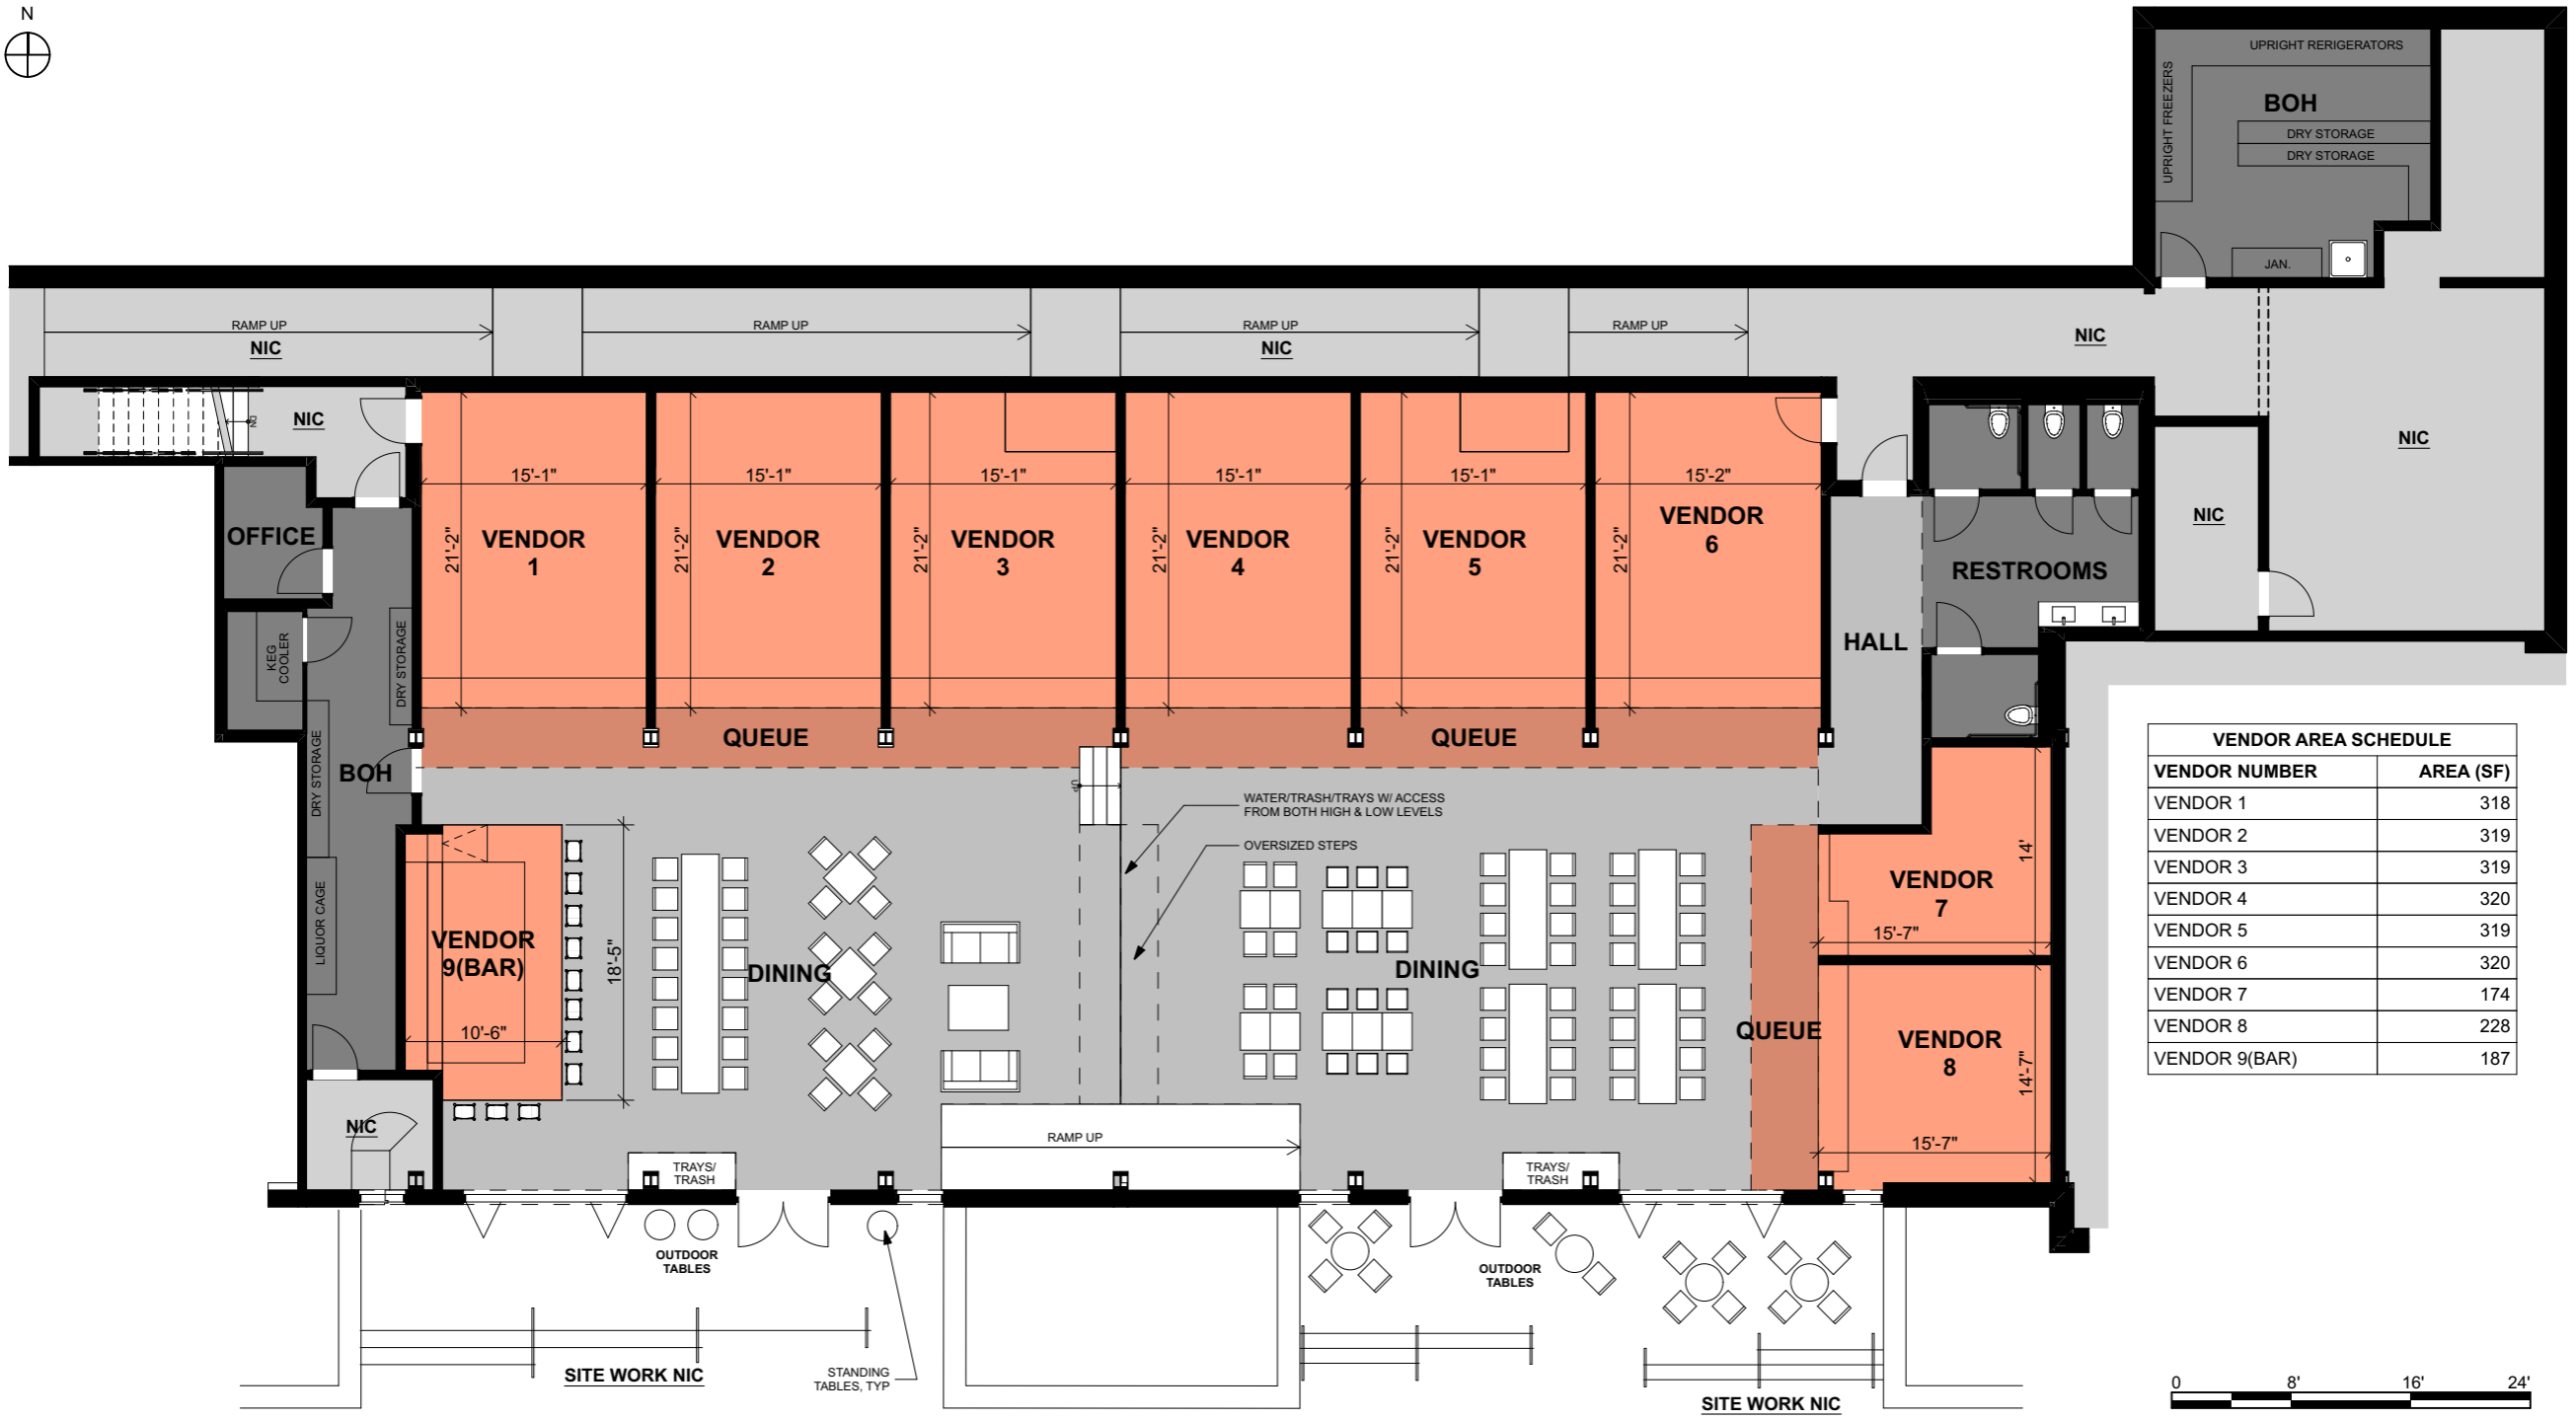 N
UPRIGHT RERIGERATORS
UPRIGHT FREEZERS
BOH
DRY STORAGE
DRY STORAGE
JAN.
RAMP UP
NIC
RAMP UP
RAMP UP
NIC
RAMP UP
NIC
NIC
NIC
DN
NIC
OFFICE
KEG
COOLER
DRY STORAGE
DRY STORAGE
BOH
LIQUOR CAGE
NIC
15'-1"
21'-2"
VENDOR
1
15'-1"
21'-2"
VENDOR
2
15'-1"
21'-2"
VENDOR
3
15'-1"
21'-2"
VENDOR
4
15'-1"
21'-2"
VENDOR
5
15'-2"
21'-2"
VENDOR
6
RESTROOMS
HALL
QUEUE
QUEUE
UP
WATER/TRASH/TRAYS W/ ACCESS
FROM BOTH HIGH & LOW LEVELS
OVERSIZED STEPS
VENDOR
9(BAR)
10'-6"
18'-5"
DINING
DINING
QUEUE
VENDOR
7
14'
15'-7"
VENDOR
8
14'-7"
15'-7"
RAMP UP
TRAYS/
TRASH
TRAYS/
TRASH
OUTDOOR
TABLES
OUTDOOR
TABLES
STANDING
TABLES, TYP
SITE WORK NIC
SITE WORK NIC
VENDOR AREA SCHEDULE
VENDOR NUMBER AREA (SF)
VENDOR 1 318
VENDOR 2 319
VENDOR 3 319
VENDOR 4 320
VENDOR 5 319
VENDOR 6 320
VENDOR 7 174
VENDOR 8 228
VENDOR 9(BAR) 187
0 8' 16' 24'